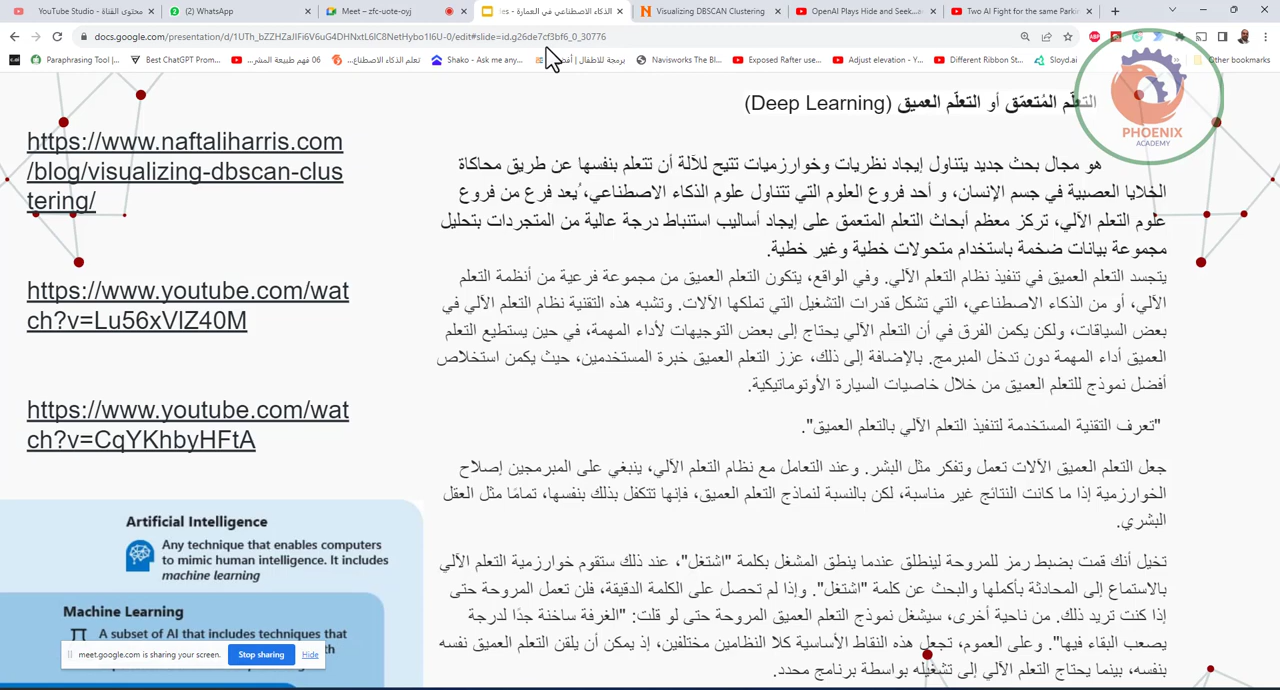 YouTube Studio - محتوى القناة
(2) WhatsApp
Meet – zfc-uote-oyj
الذكاء الاصطناعي في العمارة - les
Visualizing DBSCAN Clustering
OpenAI Plays Hide and Seek...
Two AI Fight for the same Parking
docs.google.com/presentation/d/1UTh_bZZHZaJIFi6V6uG4DHNxtL6lC8NetHybo1I6U-0/edit#slide=id.g26de7cf3bf6_0_30776
Paraphrasing Tool |...
Best ChatGPT Prom...
06 فهم طبيعة المشر...
تعلم الذكاء الاصطناع...
Shako - Ask me any...
برمجة للاطفال | أفض
Navisworks The Bl...
Exposed Rafter use...
Adjust elevation - Y...
Different Ribbon St...
Sloyd.ai
Other bookmarks
PHOENIX
ACADEMY
التعلّم المُتعمّق أو التعلّم العميق (Deep Learning)
هو مجال بحث جديد يتناول إيجاد نظريات وخوارزميات تتيح للآلة أن تتعلم بنفسها عن طريق محاكاة
الخلايا العصبية في جسم الإنسان، و أحد فروع العلوم التي تتناول علوم الذكاء الاصطناعي، ُيعد فرع من فروع
علوم التعلم الآلي، تركز معظم أبحاث التعلم المتعمق على إيجاد أساليب استنباط درجة عالية من المتجردات بتحليل
مجموعة بيانات ضخمة باستخدام متحولات خطية وغير خطية.
يتجسد التعلم العميق في تنفيذ نظام التعلم الآلي. وفي الواقع، يتكون التعلم العميق من مجموعة فرعية من أنظمة التعلم
الآلي، أو من الذكاء الاصطناعي، التي تشكل قدرات التشغيل التي تملكها الآلات. وتشبه هذه التقنية نظام التعلم الآلي في
بعض السياقات، ولكن يكمن الفرق في أن التعلم الآلي يحتاج إلى بعض التوجيهات لأداء المهمة، في حين يستطيع التعلم
العميق أداء المهمة دون تدخل المبرمج. بالإضافة إلى ذلك، عزز التعلم العميق خبرة المستخدمين، حيث يكمن استخلاص
أفضل نموذج للتعلم العميق من خلال خاصيات السيارة الأوتوماتيكية.
"تعرف التقنية المستخدمة لتنفيذ التعلم الآلي بالتعلم العميق".
جعل التعلم العميق الآلات تعمل وتفكر مثل البشر. وعند التعامل مع نظام التعلم الآلي، ينبغي على المبرمجين إصلاح
الخوارزمية إذا ما كانت النتائج غير مناسبة، لكن بالنسبة لنماذج التعلم العميق، فإنها تتكفل بذلك بنفسها، تمامًا مثل العقل
البشري.
تخيل أنك قمت بضبط رمز للمروحة لينطلق عندما ينطق المشغل بكلمة "اشتغل"، عند ذلك ستقوم خوارزمية التعلم الآلي
بالاستماع إلى المحادثة بأكملها والبحث عن كلمة "اشتغل". وإذا لم تحصل على الكلمة الدقيقة، فلن تعمل المروحة حتى
إذا كنت تريد ذلك. من ناحية أخرى، سيشغل نموذج التعلم العميق المروحة حتى لو قلت: "الغرفة ساخنة جدًا لدرجة
يصعب البقاء فيها". وعلى العموم، تجعل هذه النقاط الأساسية كلا النظامين مختلفين، إذ يمكن أن يلقن التعلم العميق نفسه
بنفسه، بينما يحتاج التعلم الآلي إلى تشغيله بواسطة برنامج محدد.
https://www.naftaliharris.com
/blog/visualizing-dbscan-clus
tering/
https://www.youtube.com/wat
ch?v=Lu56xVlZ40M
https://www.youtube.com/wat
ch?v=CqYKhbyHFtA
Artificial Intelligence
Any technique that enables computers
to mimic human intelligence. It includes
machine learning
Machine Learning
A subset of AI that includes techniques that
meet.google.com is sharing your screen.
Stop sharing
Hide